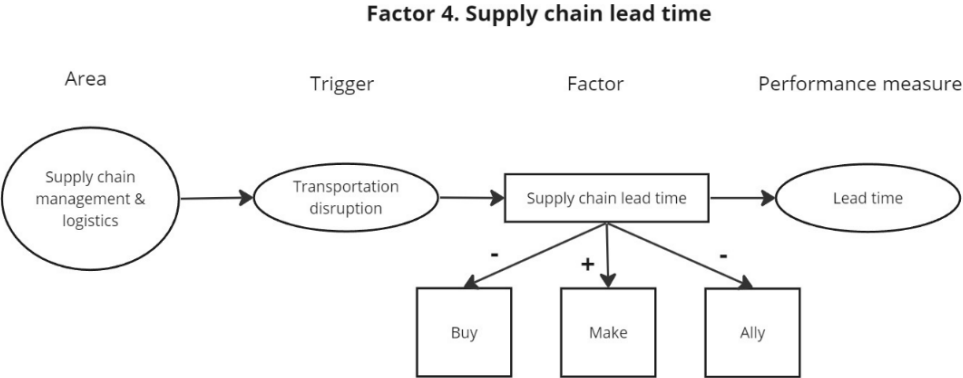 Factor 4. Supply chain lead time
Area
Trigger
Factor
Performance measure
Supply chain
management &
logistics
Transportation
disruption
Supply chain lead time
Lead time
-
+
-
Buy
Make
Ally